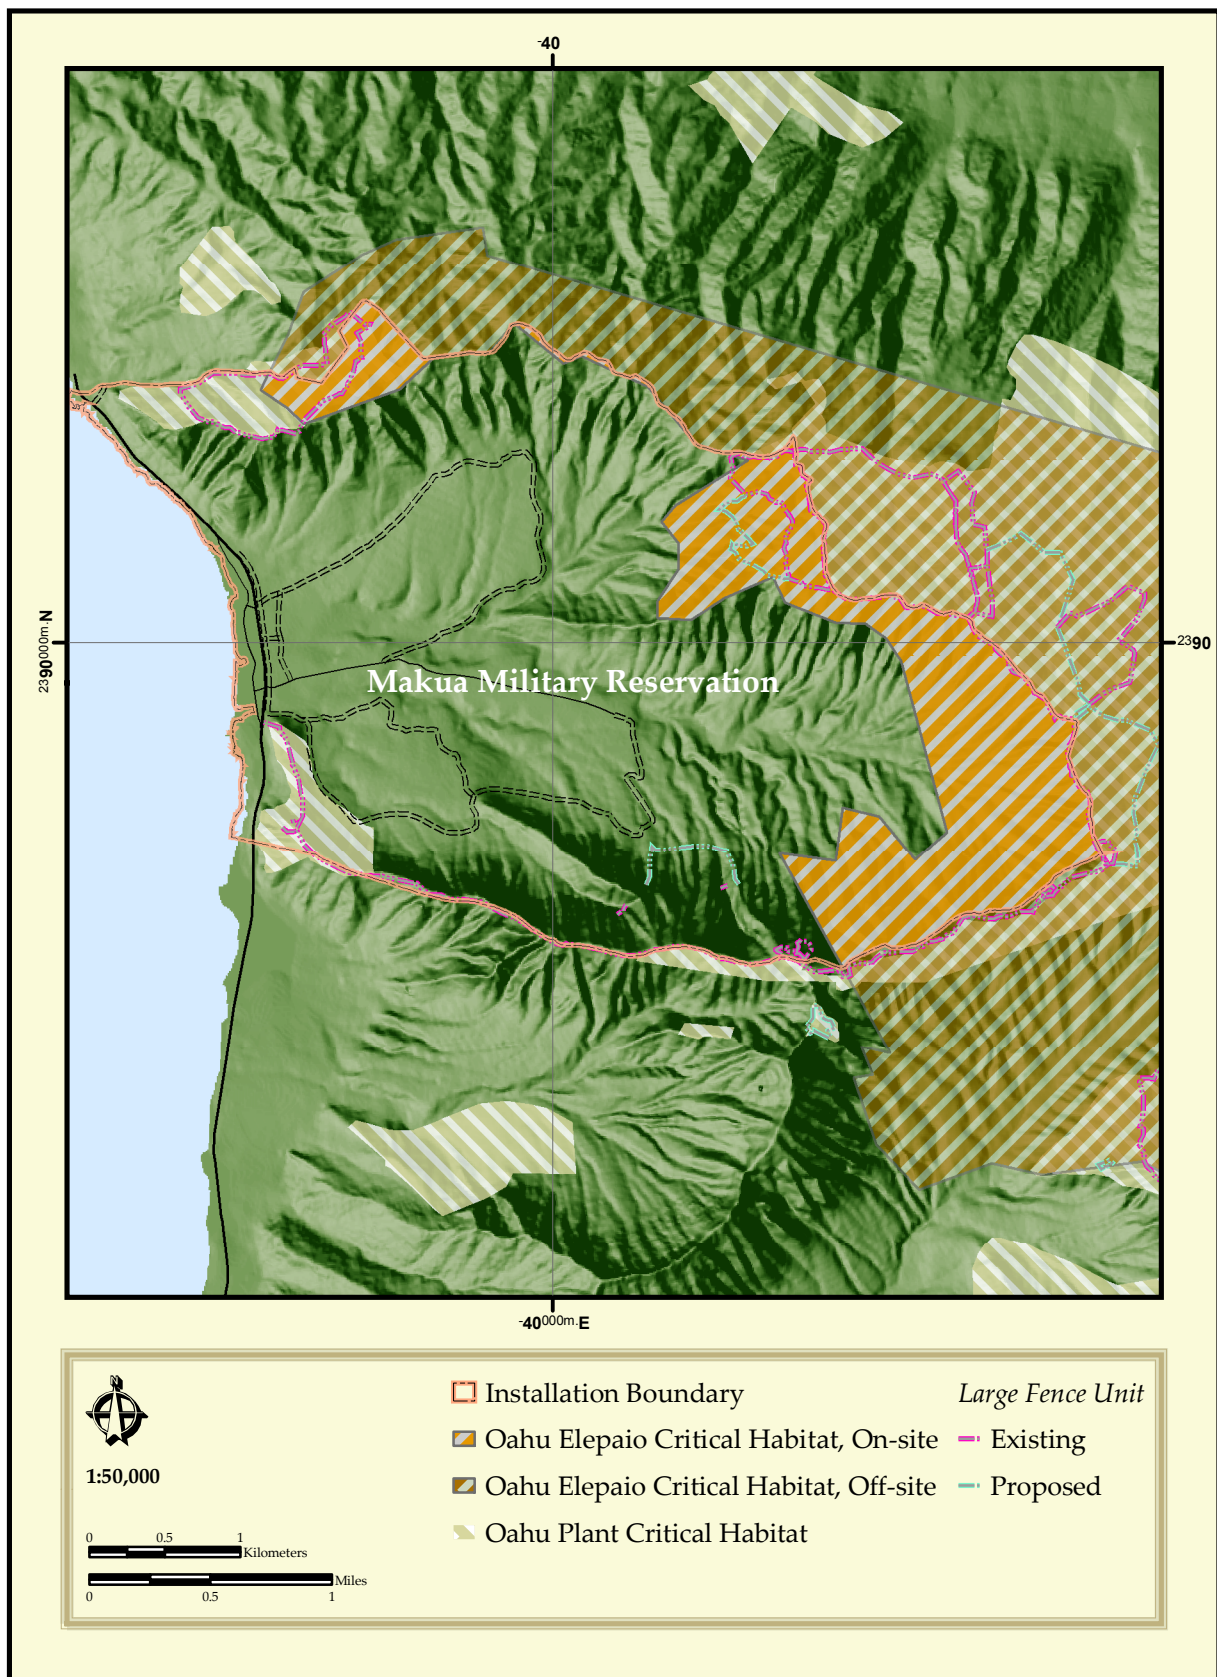 -40
2390000m.N
2390
Makua Military Reservation
-40000m.E
N
1:50,000
0 0.5 1
Kilometers
Miles
0 0.5 1
Installation Boundary
Oahu Elepaio Critical Habitat, On-site
Oahu Elepaio Critical Habitat, Off-site
Oahu Plant Critical Habitat
Large Fence Unit
Existing
Proposed